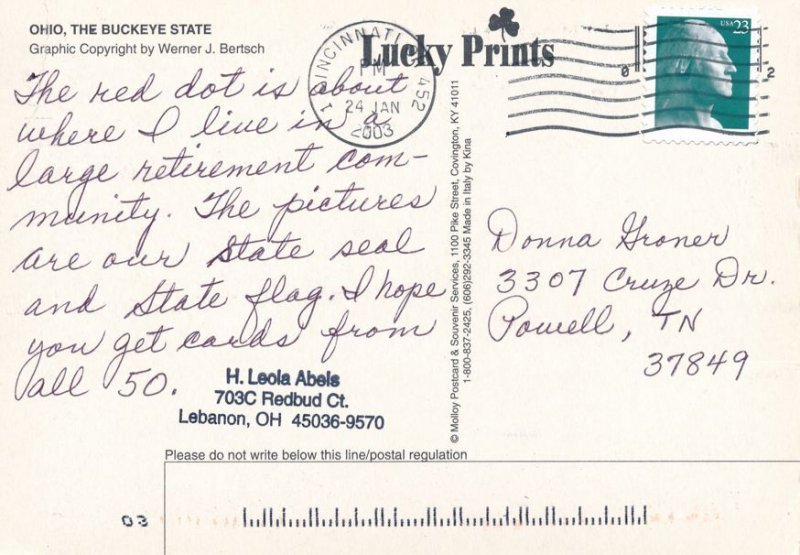 OHIO, THE BUCKEYE STATE
Graphic Copyright by Werner J. Bertsch
Lucky Prints
CINCINNATI 452
PM
24 JAN
2003
1
USA 23
0 2
The red dot is about
where I live in a
large retirement com-
munity. The pictures
are our State seal
and State flag. I hope
you get cards from
all 50.
H. Leola Abels
703C Redbud Ct.
Lebanon, OH 45036-9570
© Molloy Postcard & Souvenir Services, 1100 Pike Street, Covington, KY 41011
1-800-837-2425, (606)292-3345 Made in Italy by Kina
Donna Groner
3307 Cruze Dr.
Powell, TN
37849
Please do not write below this line/postal regulation
03